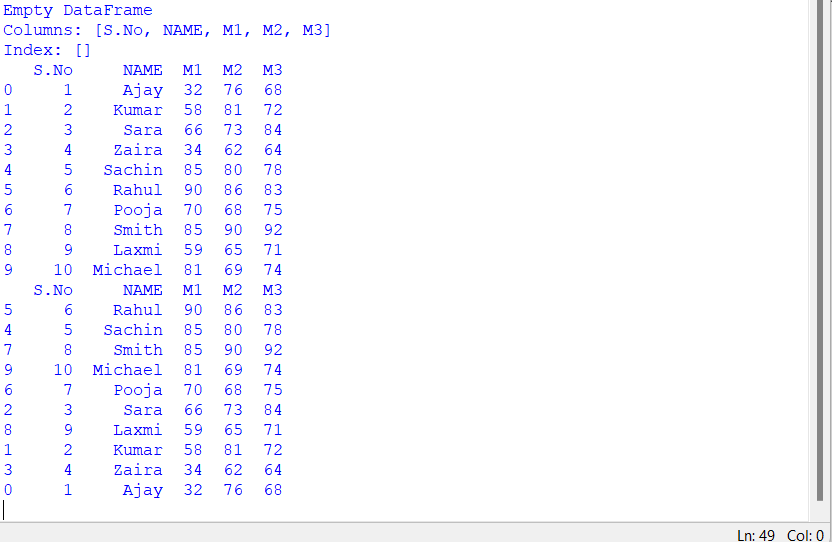 Empty DataFrame
Columns: [S.No, NAME, M1, M2, M3]
Index: []
   S.No     NAME  M1  M2  M3
0     1     Ajay  32  76  68
1     2    Kumar  58  81  72
2     3     Sara  66  73  84
3     4    Zaira  34  62  64
4     5   Sachin  85  80  78
5     6    Rahul  90  86  83
6     7    Pooja  70  68  75
7     8    Smith  85  90  92
8     9    Laxmi  59  65  71
9    10  Michael  81  69  74
   S.No     NAME  M1  M2  M3
5     6    Rahul  90  86  83
4     5   Sachin  85  80  78
7     8    Smith  85  90  92
9    10  Michael  81  69  74
6     7    Pooja  70  68  75
2     3     Sara  66  73  84
8     9    Laxmi  59  65  71
1     2    Kumar  58  81  72
3     4    Zaira  34  62  64
0     1     Ajay  32  76  68
Ln: 49 Col: 0